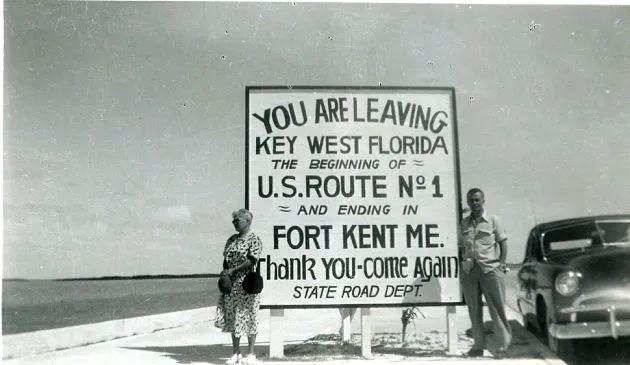 YOU ARE LEAVING
KEY WEST FLORIDA
THE BEGINNING OF ≈
U.S. ROUTE Nº 1
≈ AND ENDING IN
FORT KENT ME.
Thank YOU-COME AGAIN
STATE ROAD DEPT.